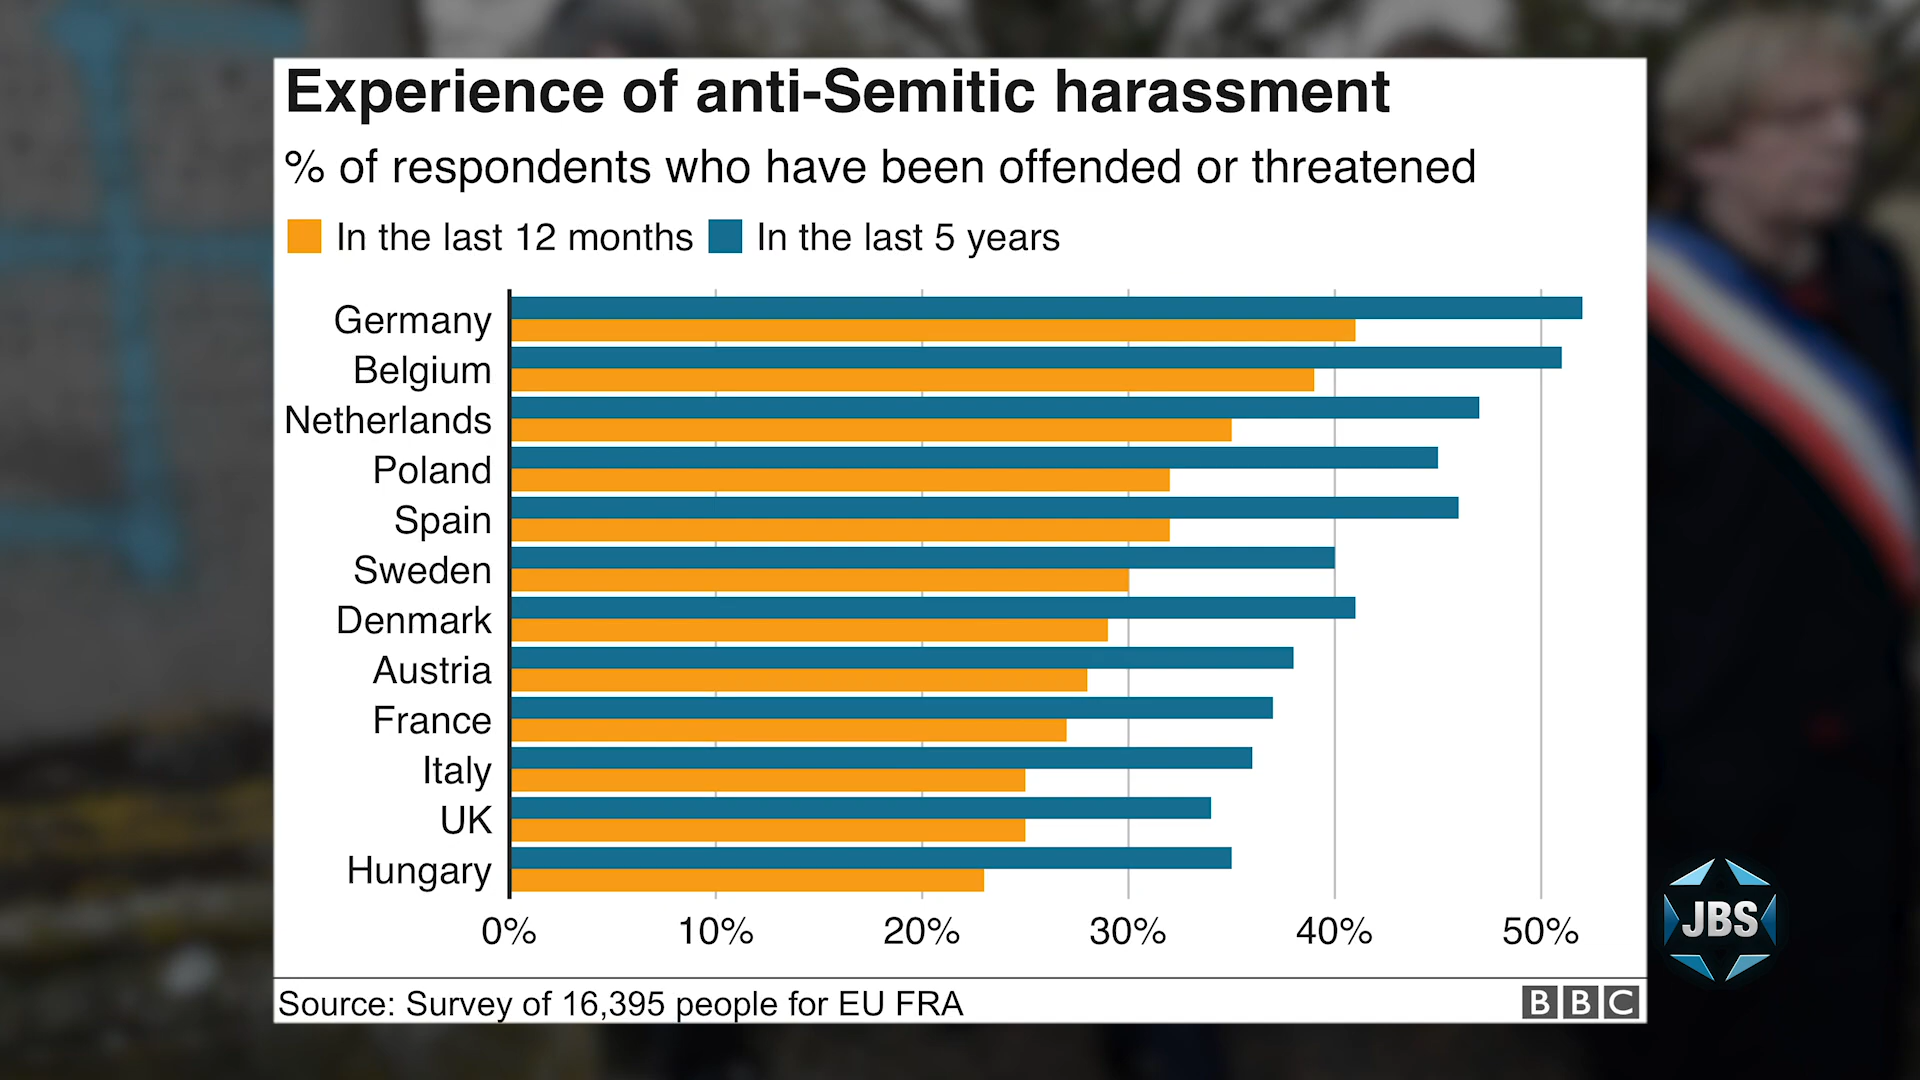 Experience of anti-Semitic harassment
% of respondents who have been offended or threatened
In the last 12 months In the last 5 years
Germany
Belgium
Netherlands
Poland
Spain
Sweden
Denmark
Austria
France
Italy
UK
Hungary
0% 10% 20% 30% 40% 50%
JBS
Source: Survey of 16,395 people for EU FRA
BBC